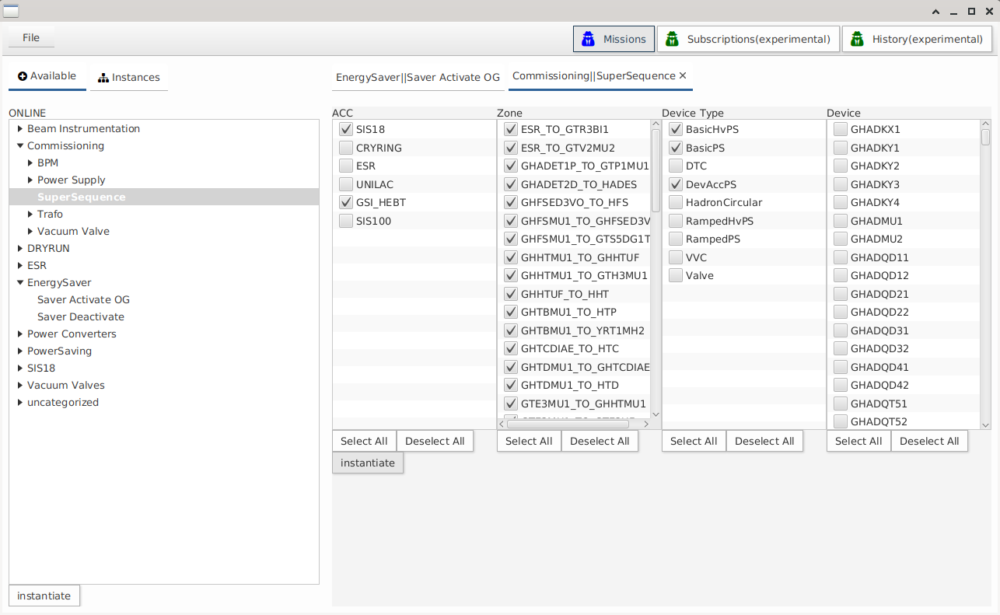 File
Missions
Subscriptions(experimental)
History(experimental)
Available
Instances
EnergySaver||Saver Activate OG
Commissioning||SuperSequence
ONLINE
Beam Instrumentation
Commissioning
BPM
Power Supply
SuperSequence
Trafo
Vacuum Valve
DRYRUN
ESR
EnergySaver
Saver Activate OG
Saver Deactivate
Power Converters
PowerSaving
SIS18
Vacuum Valves
uncategorized
instantiate
ACC
SIS18
CRYRING
ESR
UNILAC
GSI_HEBT
SIS100
Select All
Deselect All
instantiate
Zone
ESR_TO_GTR3BI1
ESR_TO_GTV2MU2
GHADET1P_TO_GTP1MU1
GHADET2D_TO_HADES
GHFSED3VO_TO_HFS
GHFSMU1_TO_GHFSED3V
GHFSMU1_TO_GTS5DG1T
GHHTMU1_TO_GHHTUF
GHHTMU1_TO_GTH3MU1
GHHTUF_TO_HHT
GHTBMU1_TO_HTP
GHTBMU1_TO_YRT1MH2
GHTCDIAE_TO_HTC
GHTDMU1_TO_GHTCDIAE
GHTDMU1_TO_HTD
GTE3MU1_TO_GHHTMU1
Select All
Deselect All
Device Type
BasicHvPS
BasicPS
DTC
DevAccPS
HadronCircular
RampedHvPS
RampedPS
VVC
Valve
Select All
Deselect All
Device
GHADKX1
GHADKY1
GHADKY2
GHADKY3
GHADKY4
GHADMU1
GHADMU2
GHADQD11
GHADQD12
GHADQD21
GHADQD22
GHADQD31
GHADQD32
GHADQD41
GHADQD42
GHADQT51
GHADQT52
Select All
Deselect All